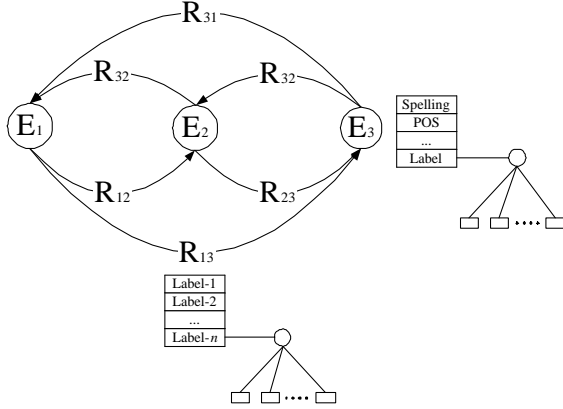 R31
R32 R32
E1 E2 E3
R12 R23
R13
Spelling
POS
...
Label
Label-1
Label-2
...
Label-n